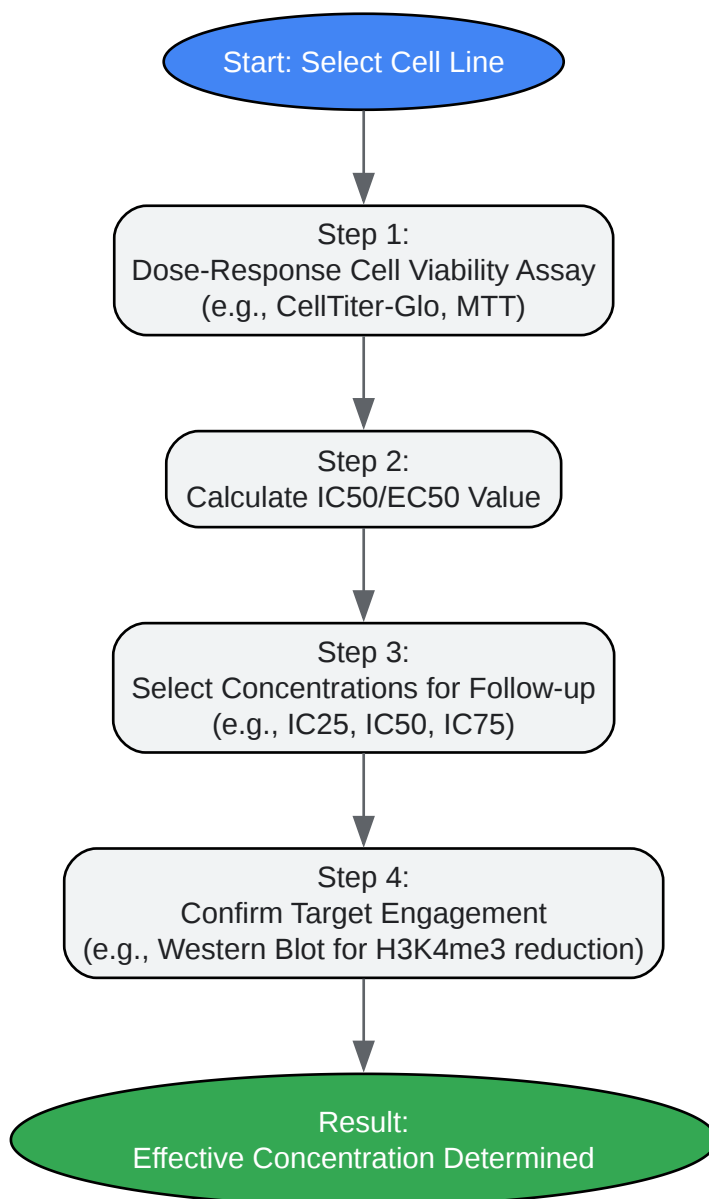 Start: Select Cell Line
Step 1:
Dose-Response Cell Viability Assay
(e.g., CellTiter-Glo, MTT)
Step 2:
Calculate IC50/EC50 Value
Step 3:
Select Concentrations for Follow-up
(e.g., IC25, IC50, IC75)
Step 4:
Confirm Target Engagement
(e.g., Western Blot for H3K4me3 reduction)
Result:
Effective Concentration Determined